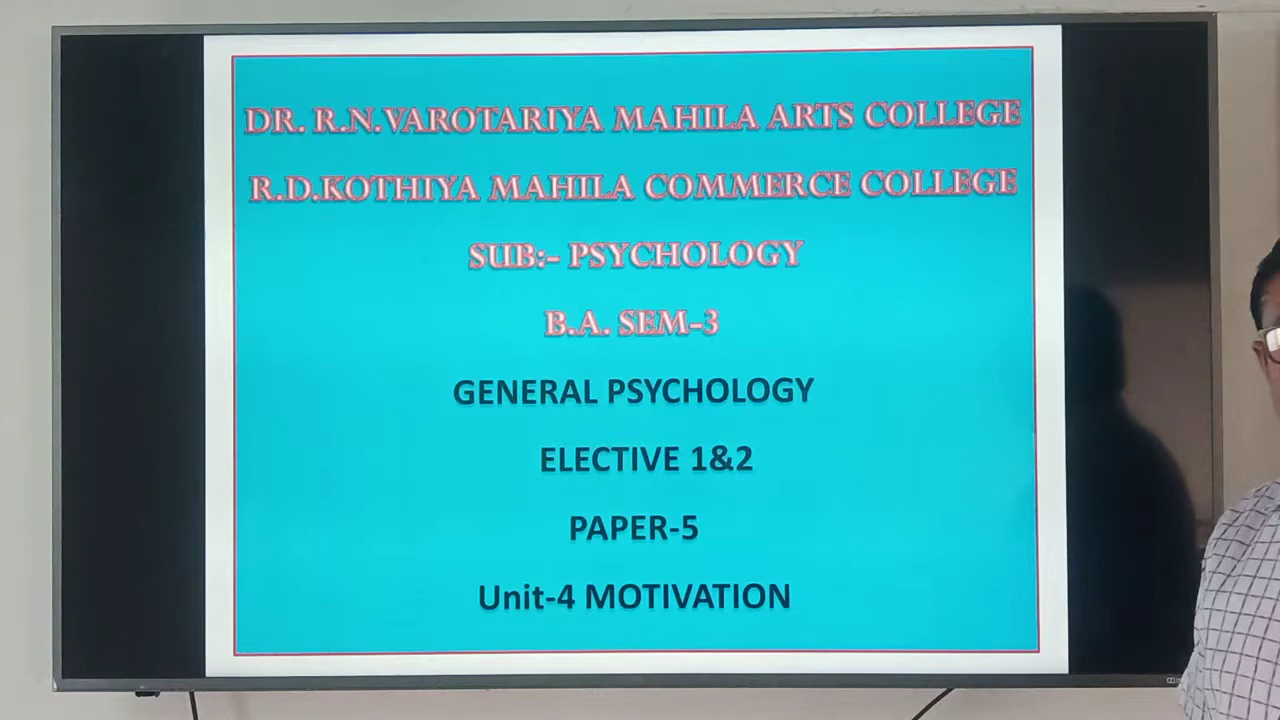 DR. R.N.VAROTARIYA MAHILA ARTS COLLEGE
R.D.KOTHIYA MAHILA COMMERCE COLLEGE
SUB:- PSYCHOLOGY
B.A. SEM-3
GENERAL PSYCHOLOGY
ELECTIVE 1&2
PAPER-5
Unit-4 MOTIVATION